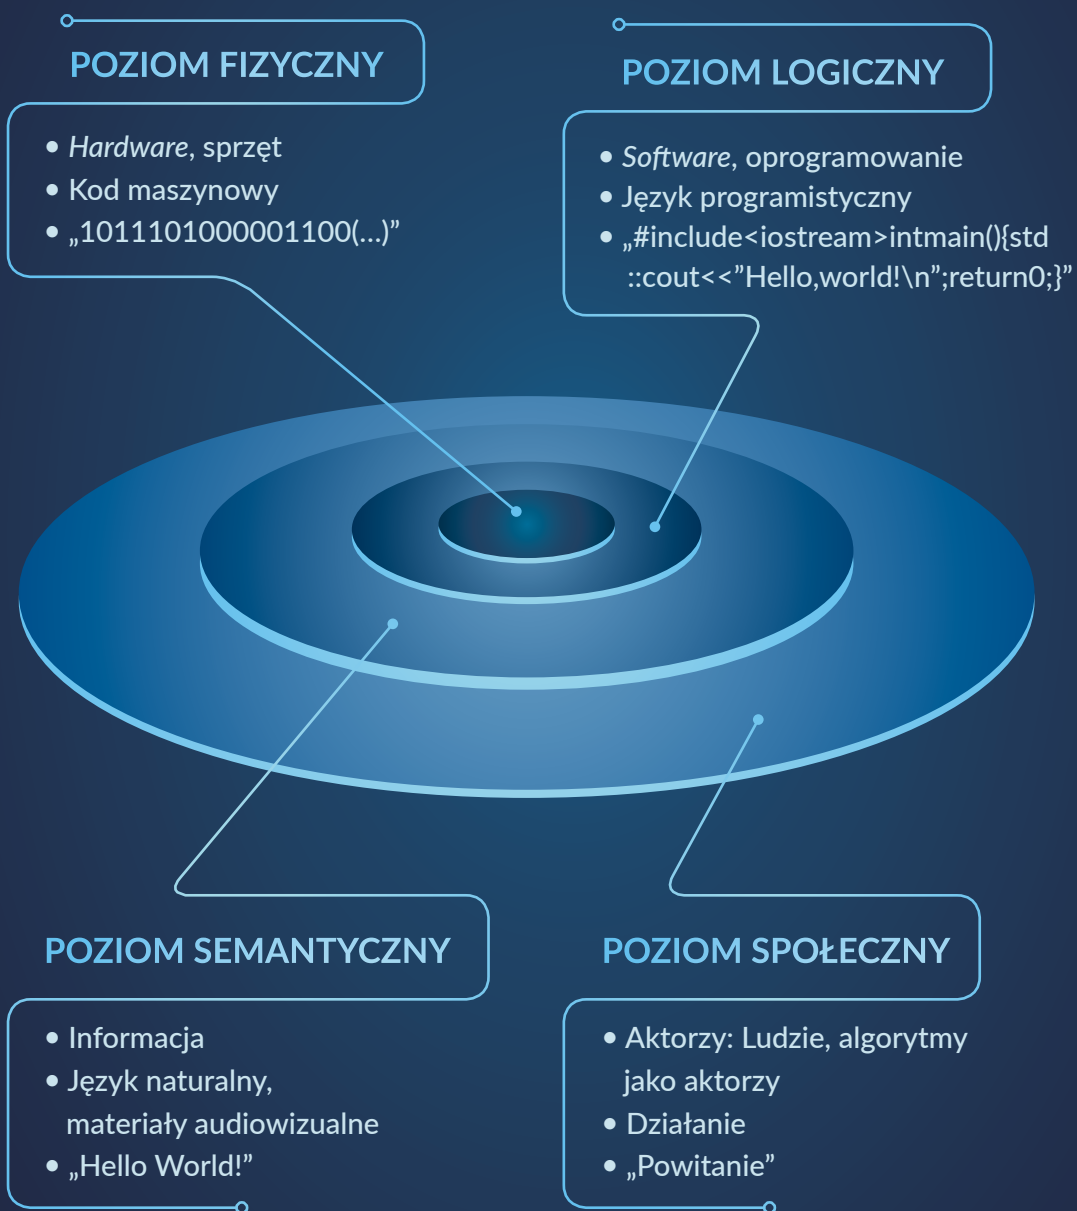 POZIOM FIZYCZNY
• Hardware, sprzęt
• Kod maszynowy
• „1011101000001100(...)”
POZIOM LOGICZNY
• Software, oprogramowanie
• Język programistyczny
• „#include<iostream>intmain(){std
::cout<<”Hello,world!\n”;return0;}”
POZIOM SEMANTYCZNY
• Informacja
• Język naturalny,
materiały audiowizualne
• „Hello World!”
POZIOM SPOŁECZNY
• Aktorzy: Ludzie, algorytmy
jako aktorzy
• Działanie
• „Powitanie”